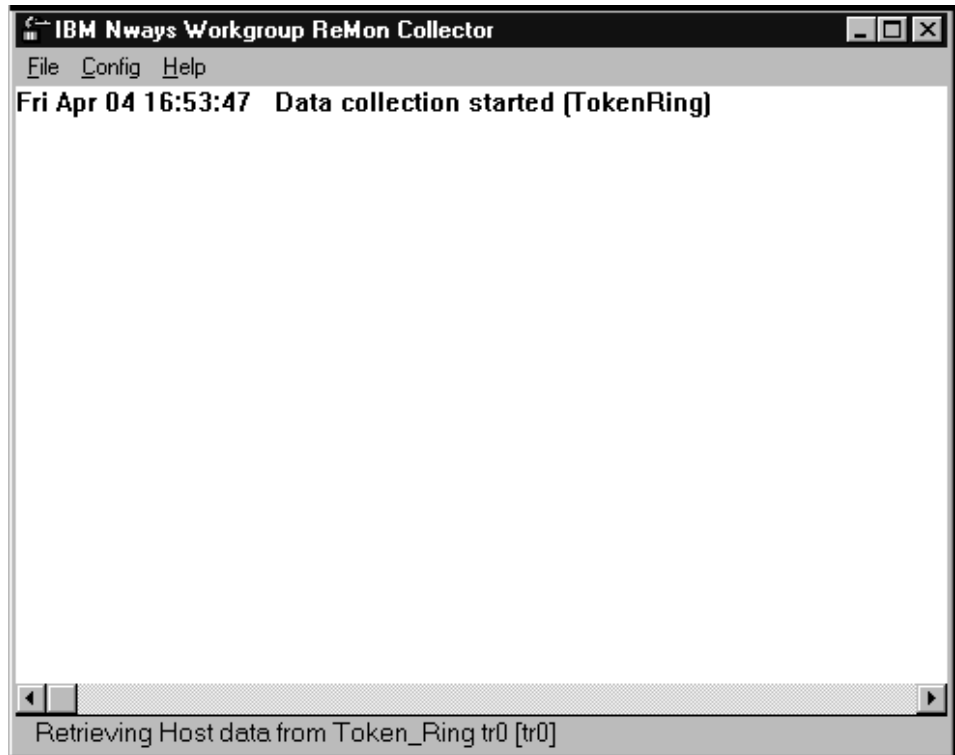 IBM Nways Workgroup ReMon Collector
File Config Help
Fri Apr 04 16:53:47 Data collection started (TokenRing)
Retrieving Host data from Token_Ring tr0 [tr0]